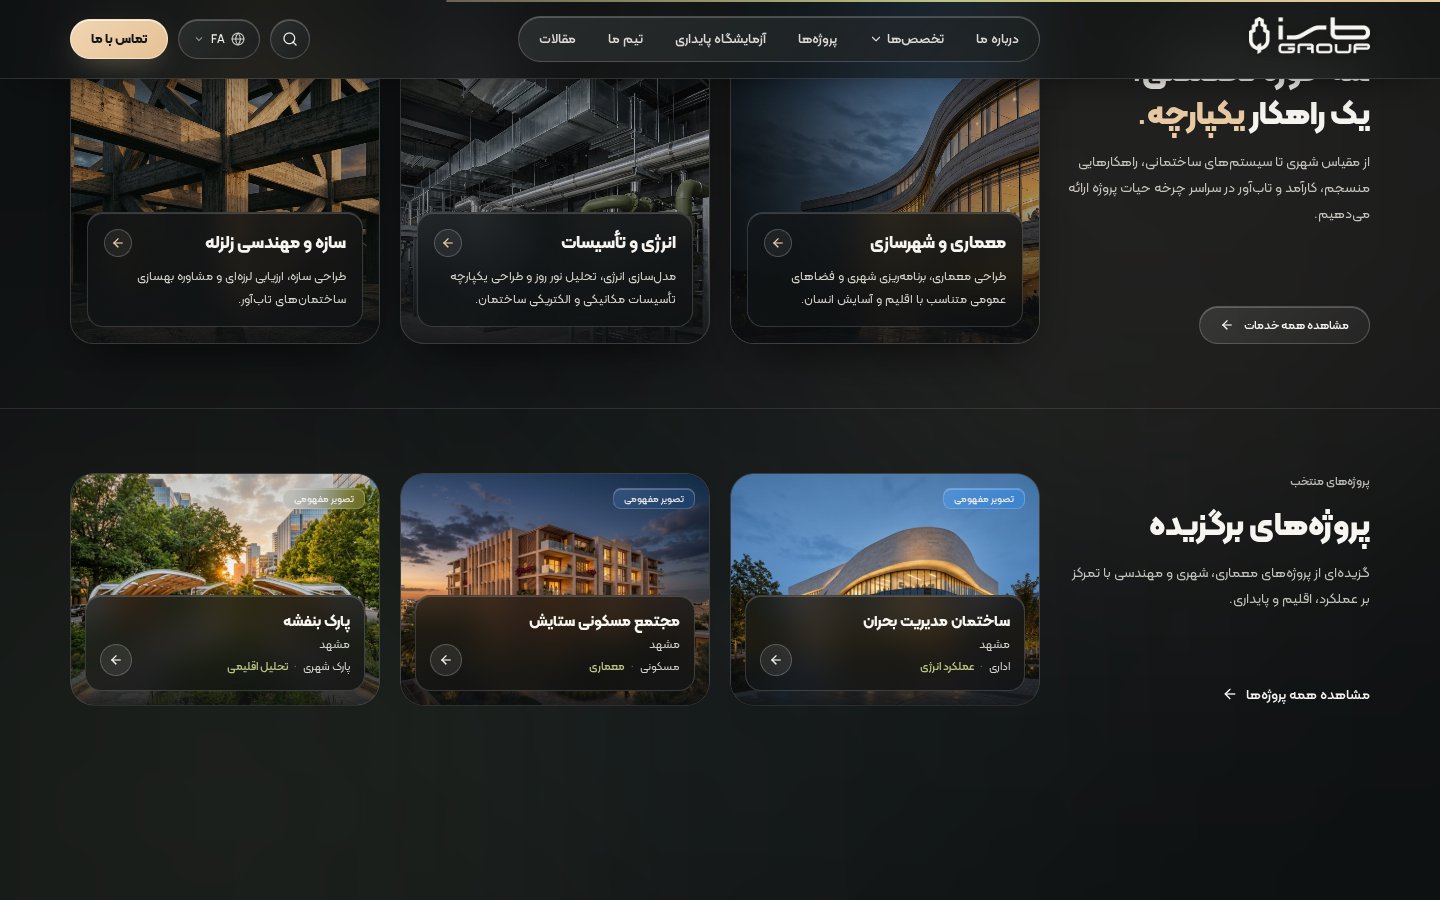 isb GROUP
درباره ما
تخصص‌ها
پروژه‌ها
آزمایشگاه پایداری
تیم ما
مقالات
FA
تماس با ما
یک راهکار یکپارچه.
از مقیاس شهری تا سیستم‌های ساختمانی، راهکارهایی
منسجم، کارآمد و تاب‌آور در سراسر چرخه حیات پروژه ارائه
می‌دهیم.
مشاهده همه خدمات
معماری و شهرسازی
طراحی معماری، برنامه‌ریزی شهری و فضاهای
عمومی متناسب با اقلیم و آسایش انسان.
انرژی و تأسیسات
مدل‌سازی انرژی، تحلیل نور روز و طراحی یکپارچه
تأسیسات مکانیکی و الکتریکی ساختمان.
سازه و مهندسی زلزله
طراحی سازه، ارزیابی لرزه‌ای و مشاوره بهسازی
ساختمان‌های تاب‌آور.
پروژه‌های منتخب
پروژه‌های برگزیده
گزیده‌ای از پروژه‌های معماری، شهری و مهندسی با تمرکز
بر عملکرد، اقلیم و پایداری.
مشاهده همه پروژه‌ها
تصویر مفهومی
ساختمان مدیریت بحران
مشهد
اداری · عملکرد انرژی
تصویر مفهومی
مجتمع مسکونی ستایش
مشهد
مسکونی · معماری
تصویر مفهومی
پارک بنفشه
مشهد
پارک شهری · تحلیل اقلیمی